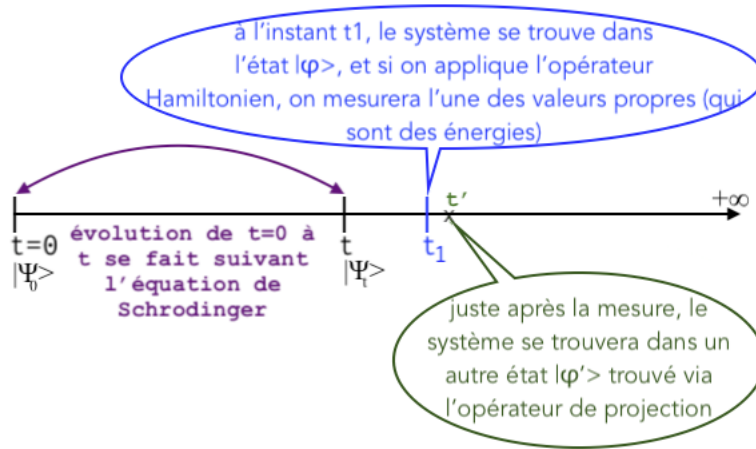 à l'instant t1, le système se trouve dans
l'état |φ>, et si on applique l'opérateur
Hamiltonien, on mesurera l'une des valeurs propres (qui
sont des énergies)
t'
+∞
t=0
|Ψ₀>
évolution de t=0 à
t se fait suivant
l'équation de
Schrodinger
t
|Ψₜ>
t₁
juste après la mesure, le
système se trouvera dans un
autre état |φ'> trouvé via
l'opérateur de projection